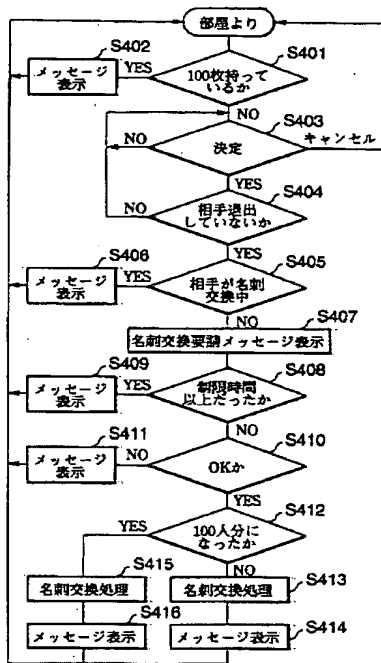 部屋より
S402
S401
メッセージ
表示
YES
100枚持って
いるか
NO
S403
NO
決定
キャンセル
YES
S404
NO
相手退出
していないか
S406
YES
S405
メッセージ
表示
YES
相手が名刺
交換中
NO
S407
名刺交換要請メッセージ表示
S409
S408
メッセージ
表示
YES
制限時間
以上だったか
S411
NO
S410
メッセージ
表示
NO
OKか
YES
S412
YES
100人分に
なったか
S415
NO
S413
名刺交換処理
名刺交換処理
S416
S414
メッセージ表示
メッセージ表示